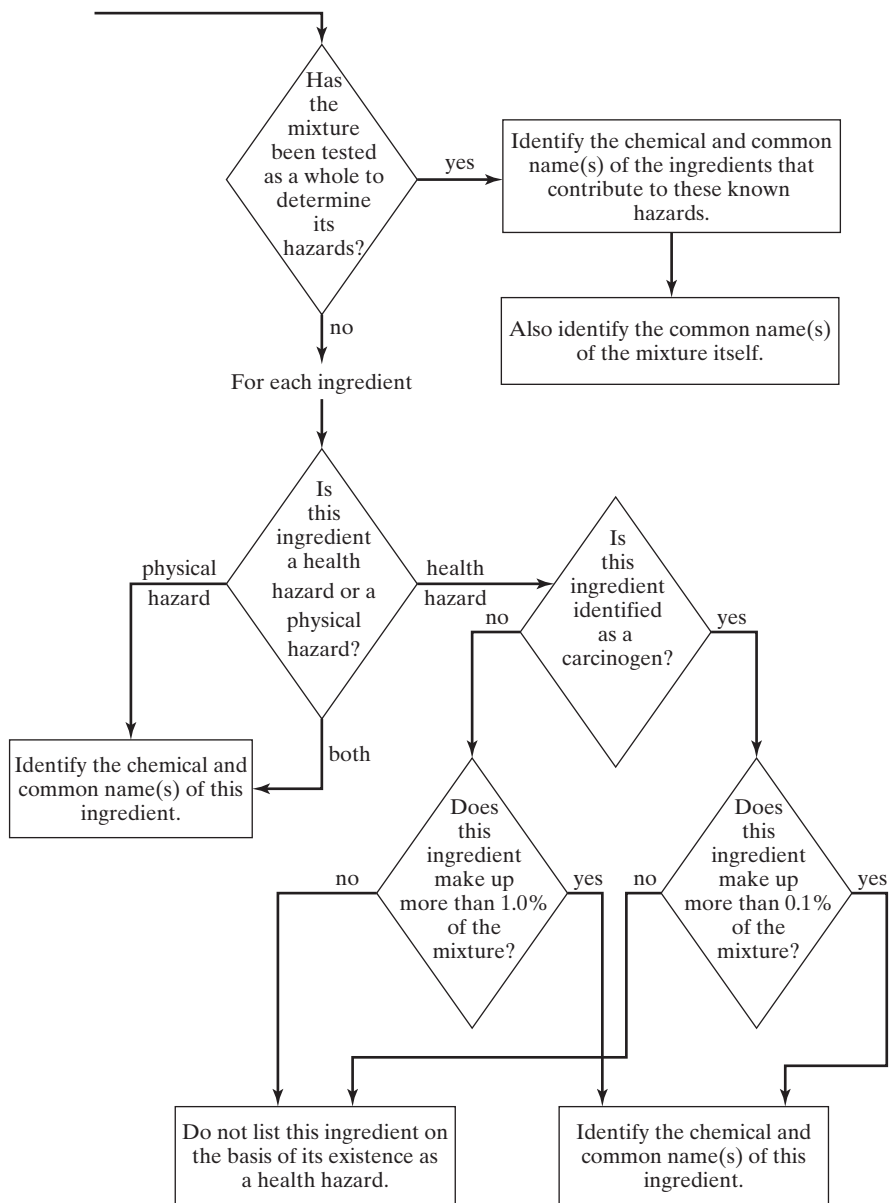 Has
the
mixture
been tested
as a whole to
determine
its
hazards?
yes
Identify the chemical and common
name(s) of the ingredients that
contribute to these known
hazards.
Also identify the common name(s)
of the mixture itself.
no
For each ingredient
Is
this
ingredient
a health
hazard or a
physical
hazard?
physical
hazard
health
hazard
both
Identify the chemical and
common name(s) of this
ingredient.
Is
this
ingredient
identified
as a
carcinogen?
no
yes
Does
this
ingredient
make up
more than 1.0%
of the
mixture?
no
yes
Does
this
ingredient
make up
more than 0.1%
of the
mixture?
no
yes
Do not list this ingredient on
the basis of its existence as
a health hazard.
Identify the chemical and
common name(s) of this
ingredient.